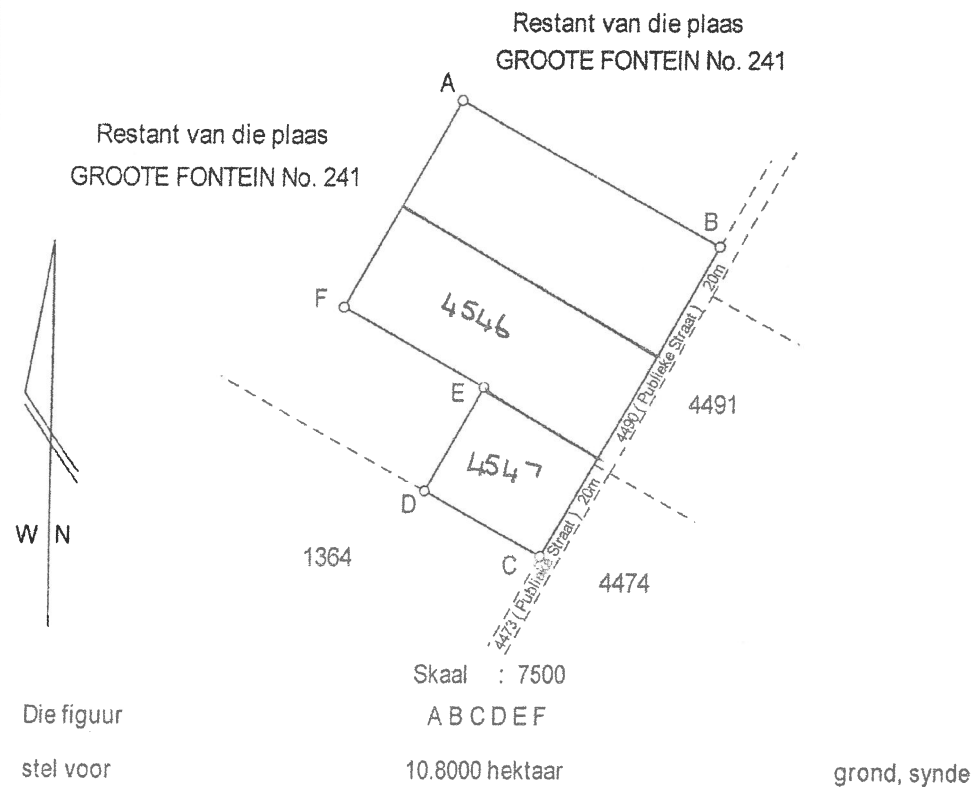 Restant van die plaas
GROOTE FONTEIN No. 241
A
Restant van die plaas
GROOTE FONTEIN No. 241
B
20m
F
4546
4490 ( Publieke Straat )
E
4491
4547
20m
D
W N
1364
C
4474
4473 ( Publieke Straat )
Skaal : 7500
Die figuur A B C D E F
stel voor 10.8000 hektaar grond, synde